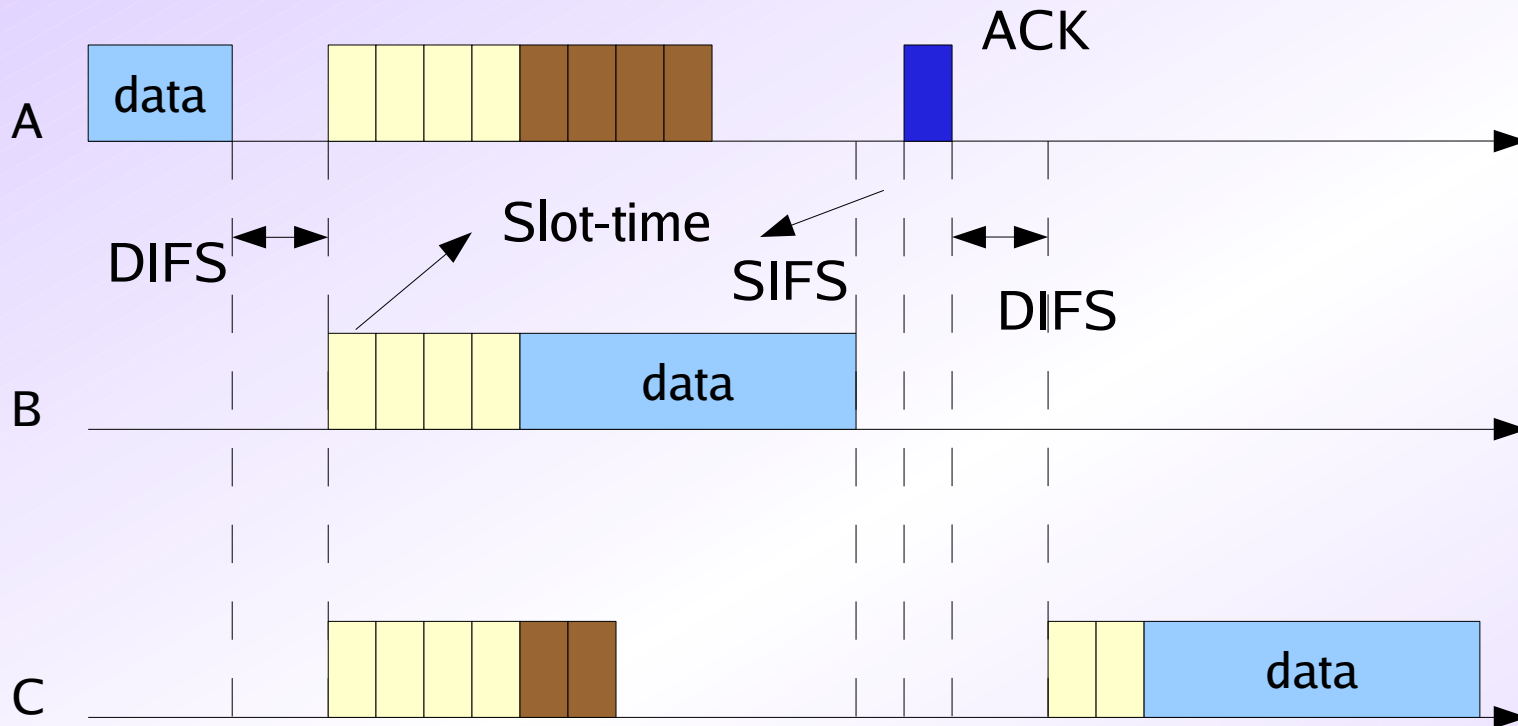 ACK
data
A
Slot-time
DIFS
SIFS
DIFS
data
B
data
C